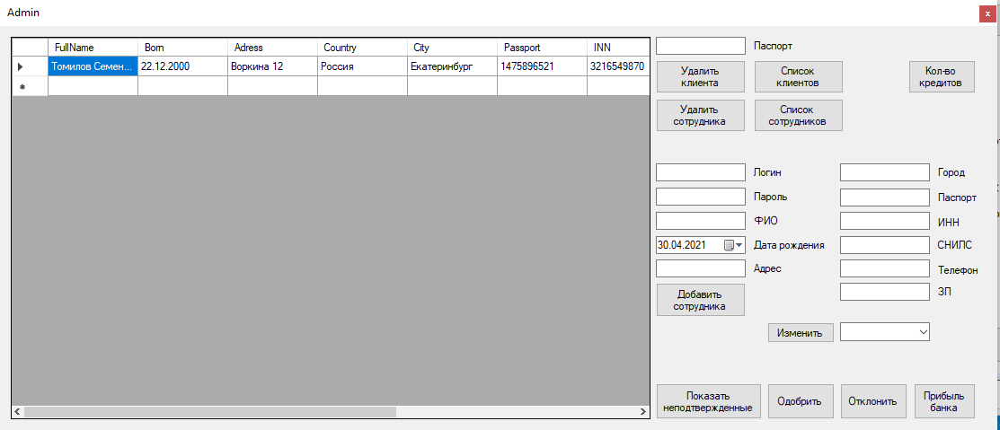 Admin
x
FullName Born Adress Country City Passport INN
Томилов Семен... 22.12.2000 Воркина 12 Россия Екатеринбург 1475896521 3216549870
Паспорт
Удалить
клиента
Список
клиентов
Кол-во
кредитов
Удалить
сотрудника
Список
сотрудников
Логин
Город
Пароль
Паспорт
ФИО
ИНН
30.04.2021 Дата рождения
СНИЛС
Адрес
Телефон
ЗП
Добавить
сотрудника
Изменить
Показать
неподтвержденные
Одобрить
Отклонить
Прибыль
банка